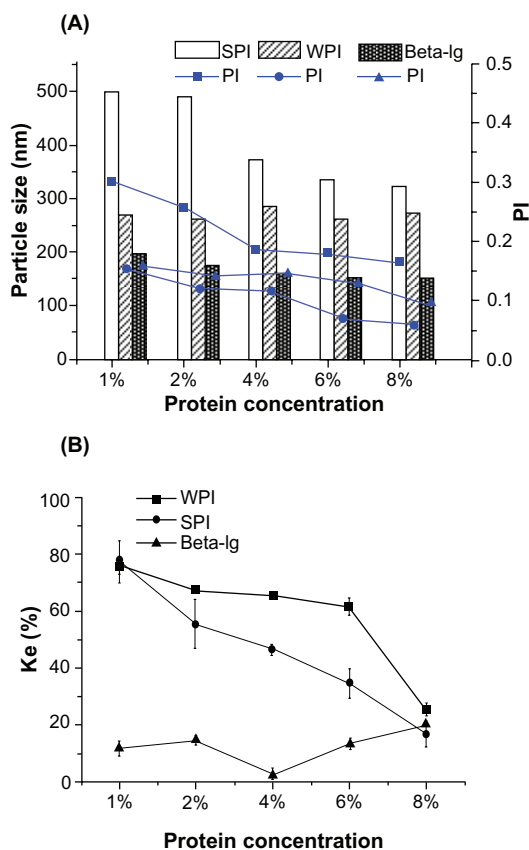 (A)
SPI WPI Beta-lg
PI PI PI
0.5
500
400
300
200
100
0
0.4
0.3
0.2
0.1
0.0
Particle size (nm)
PI
1% 2% 4% 6% 8%
Protein concentration
(B)
WPI
SPI
Beta-lg
100
80
60
40
20
0
Ke (%)
1% 2% 4% 6% 8%
Protein concentration